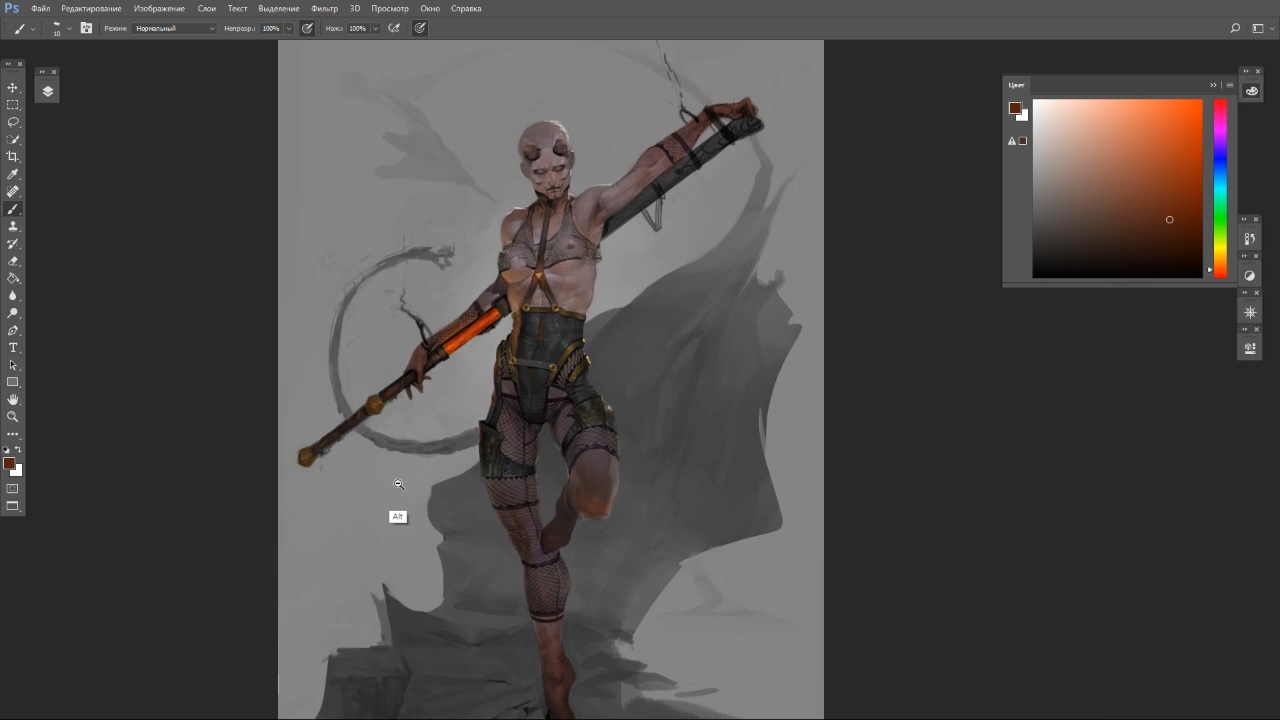 Ps Файл Редактирование Изображение Слои Текст Выделение Фильтр 3D Просмотр Окно Справка
10 Режим: Нормальный Непрозр.: 100% Наж.: 100%
Цвет
Alt